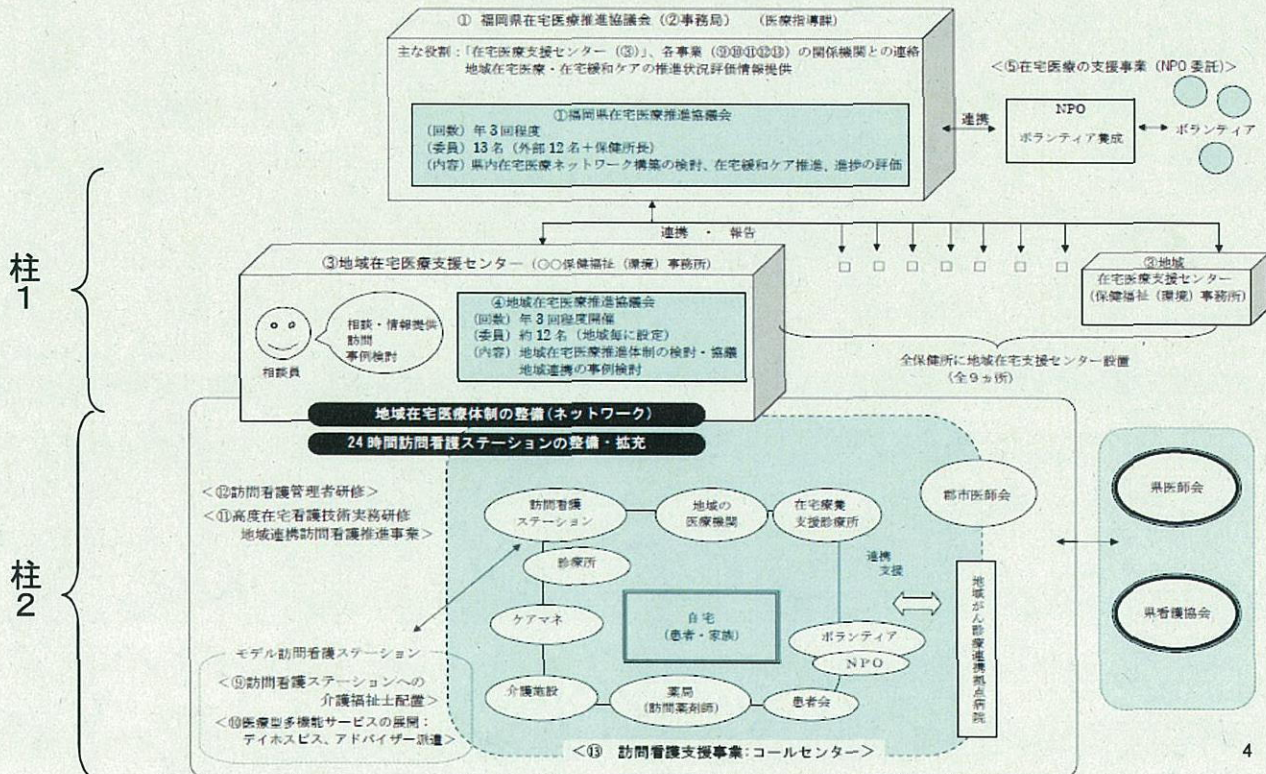 ① 福岡県在宅医療推進協議会（②事務局）　（医療指導課）
主な役割：「在宅医療支援センター（③）」、各事業（⑨⑩⑪⑫⑬）の関係機関との連絡
地域在宅医療・在宅緩和ケアの推進状況評価情報提供
①福岡県在宅医療推進協議会
（回数）年３回程度
（委員）13名（外部12名＋保健所長）
（内容）県内在宅医療ネットワーク構築の検討、在宅緩和ケア推進、進捗の評価
＜⑤在宅医療の支援事業（NPO委託）＞
連携
NPO
ボランティア養成
ボランティア
連携 ・ 報告
柱1
③地域在宅医療支援センター（○○保健福祉（環境）事務所）
相談・情報提供
訪問
事例検討
相談員
④地域在宅医療推進協議会
（回数）年３回程度開催
（委員）約12名（地域毎に設定）
（内容）地域在宅医療推進体制の検討・協議
地域連携の事例検討
□ □ □ □ □ □ □
③地域
在宅医療支援センター
（保健福祉（環境）事務所）
全保健所に地域在宅支援センター設置
（全９ヵ所）
柱2
地域在宅医療体制の整備（ネットワーク）
24時間訪問看護ステーションの整備・拡充
＜⑫訪問看護管理者研修＞
＜⑪高度在宅看護技術実務研修
地域連携訪問看護推進事業＞
訪問看護
ステーション
地域の
医療機関
在宅療養
支援診療所
郡市医師会
県医師会
診療所
連携
支援
ケアマネ
自宅
（患者・家族）
ボランティア
NPO
地域がん診療連携拠点病院
県看護協会
モデル訪問看護ステーション
＜⑨訪問看護ステーションへの
介護福祉士配置＞
＜⑩医療型多機能サービスの展開：
デイホスピス、アドバイザー派遣＞
介護施設
薬局
（訪問薬剤師）
患者会
＜⑬ 訪問看護支援事業：コールセンター＞
4